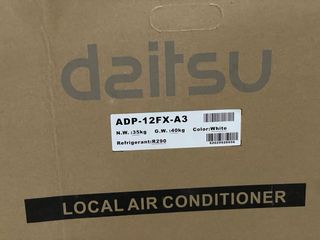 daitsu
ADP-12FX-A3
N.W. :35kg G.W. :40kg Color:White
Refrigerant:R290
LOCAL AIR CONDITIONER